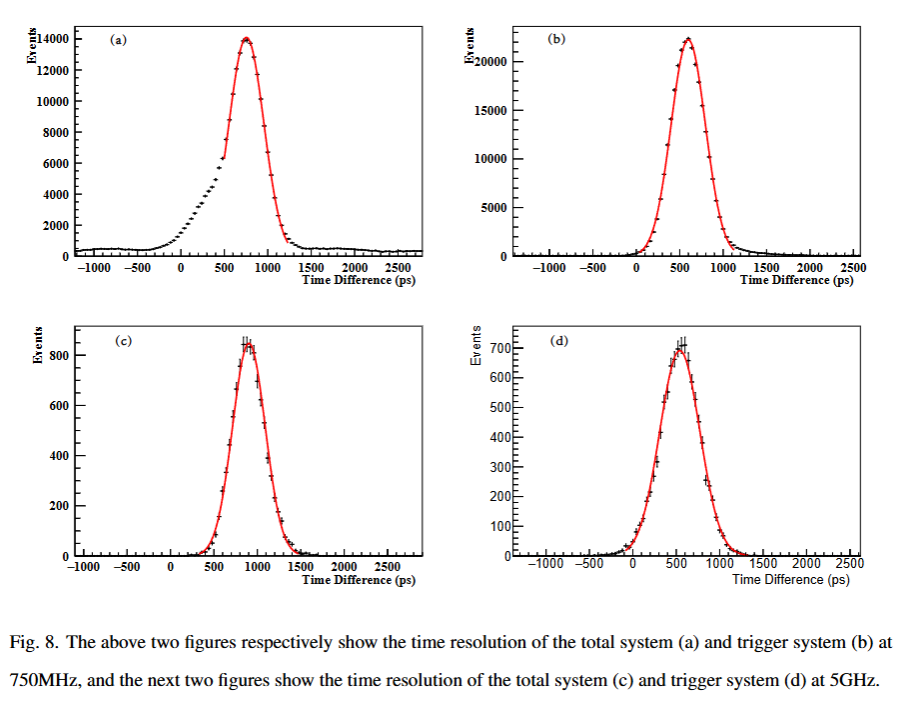 Events
14000
12000
10000
8000
6000
4000
2000
0
(a)
−1000 −500 0 500 1000 1500 2000 2500
Time Difference (ps)
Events
20000
15000
10000
5000
0
(b)
−1000 −500 0 500 1000 1500 2000 2500
Time Difference (ps)
Events
800
600
400
200
0
(c)
−1000 −500 0 500 1000 1500 2000 2500
Time Difference (ps)
Events
700
600
500
400
300
200
100
0
(d)
−1000 −500 0 500 1000 1500 2000 2500
Time Difference (ps)
Fig. 8. The above two figures respectively show the time resolution of the total system (a) and trigger system (b) at
750MHz, and the next two figures show the time resolution of the total system (c) and trigger system (d) at 5GHz.